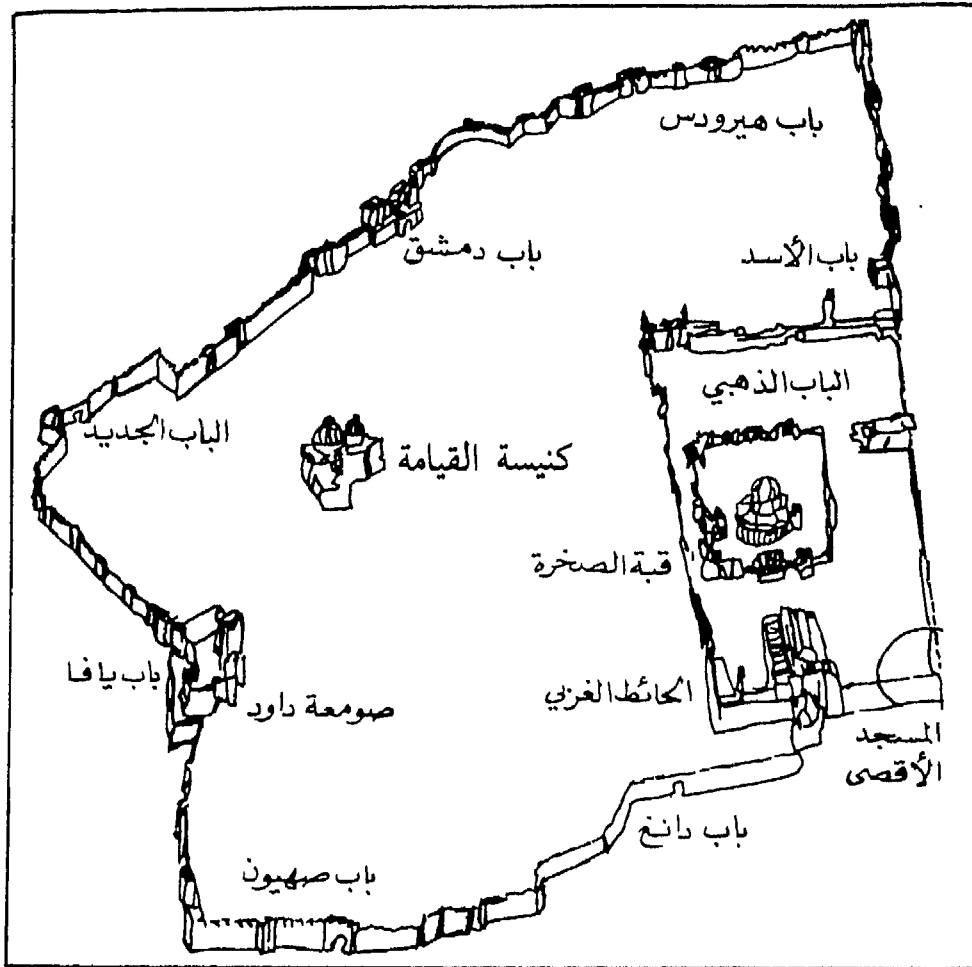 باب هيرودس
باب دمشق
باب الأسد
الباب الذهبي
الباب الجديد
كنيسة القيامة
قبة الصخرة
باب يافا
صومعة داود
الحائط الغربي
المسجد
الأقصى
باب دانغ
باب صهيون